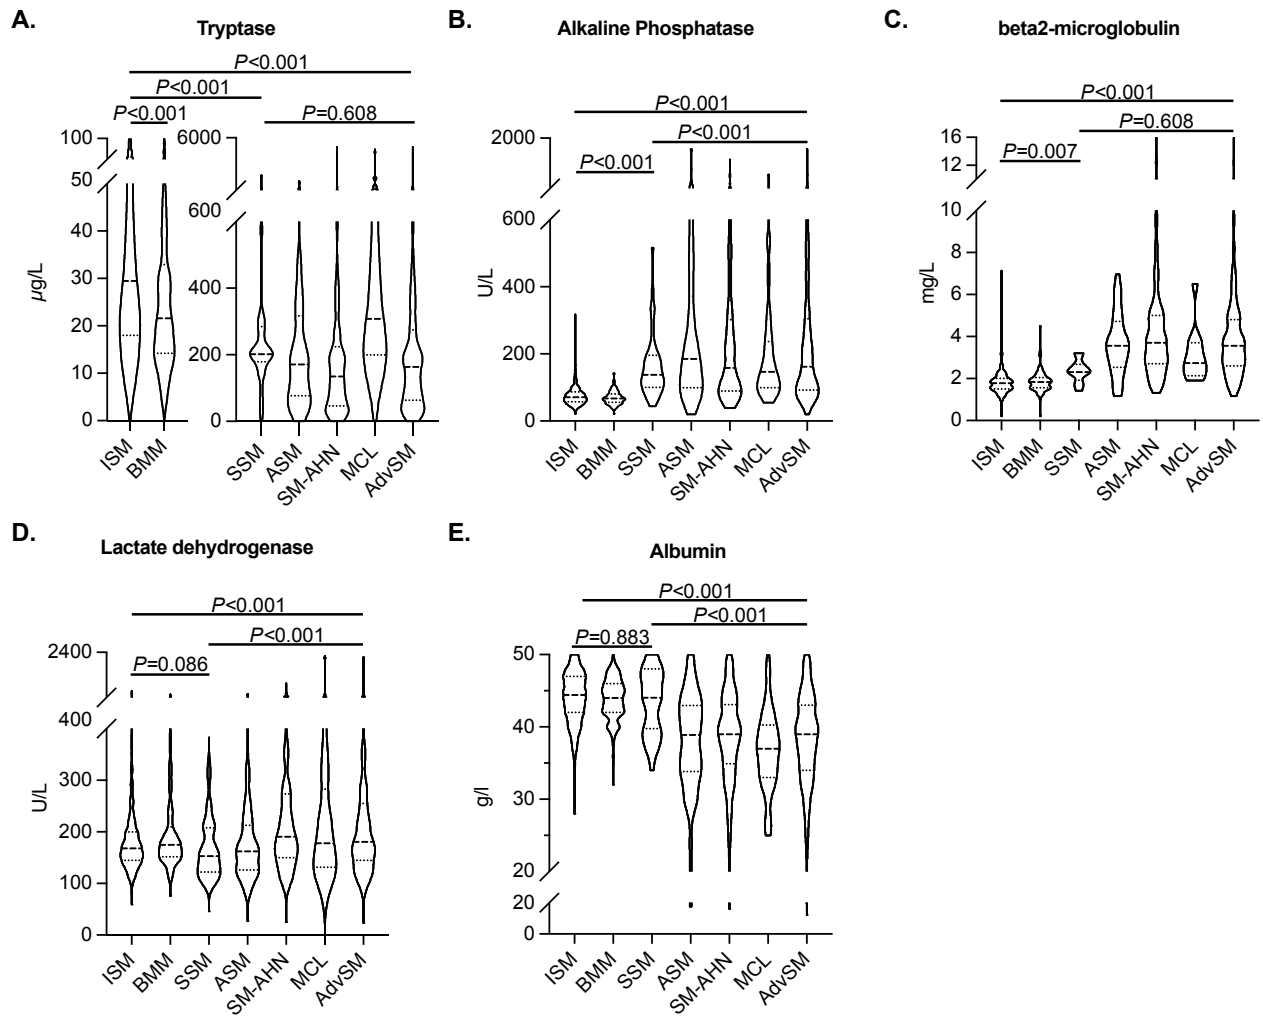 A.
Tryptase
P<0.001
P<0.001
P<0.001
P=0.608
100
50
40
30
20
10
0
µg/L
ISM
BMM
6000
600
400
200
0
SSM
ASM
SM-AHN
MCL
AdvSM
B.
Alkaline Phosphatase
P<0.001
P<0.001
P<0.001
2000
600
400
200
0
U/L
ISM
BMM
SSM
ASM
SM-AHN
MCL
AdvSM
C.
beta2-microglobulin
P<0.001
P=0.608
P=0.007
16
12
10
8
6
4
2
0
mg/L
ISM
BMM
SSM
ASM
SM-AHN
MCL
AdvSM
D.
Lactate dehydrogenase
P<0.001
P<0.001
P=0.086
2400
400
300
200
100
0
U/L
ISM
BMM
SSM
ASM
SM-AHN
MCL
AdvSM
E.
Albumin
P<0.001
P<0.001
P=0.883
50
40
30
20
20
0
g/l
ISM
BMM
SSM
ASM
SM-AHN
MCL
AdvSM